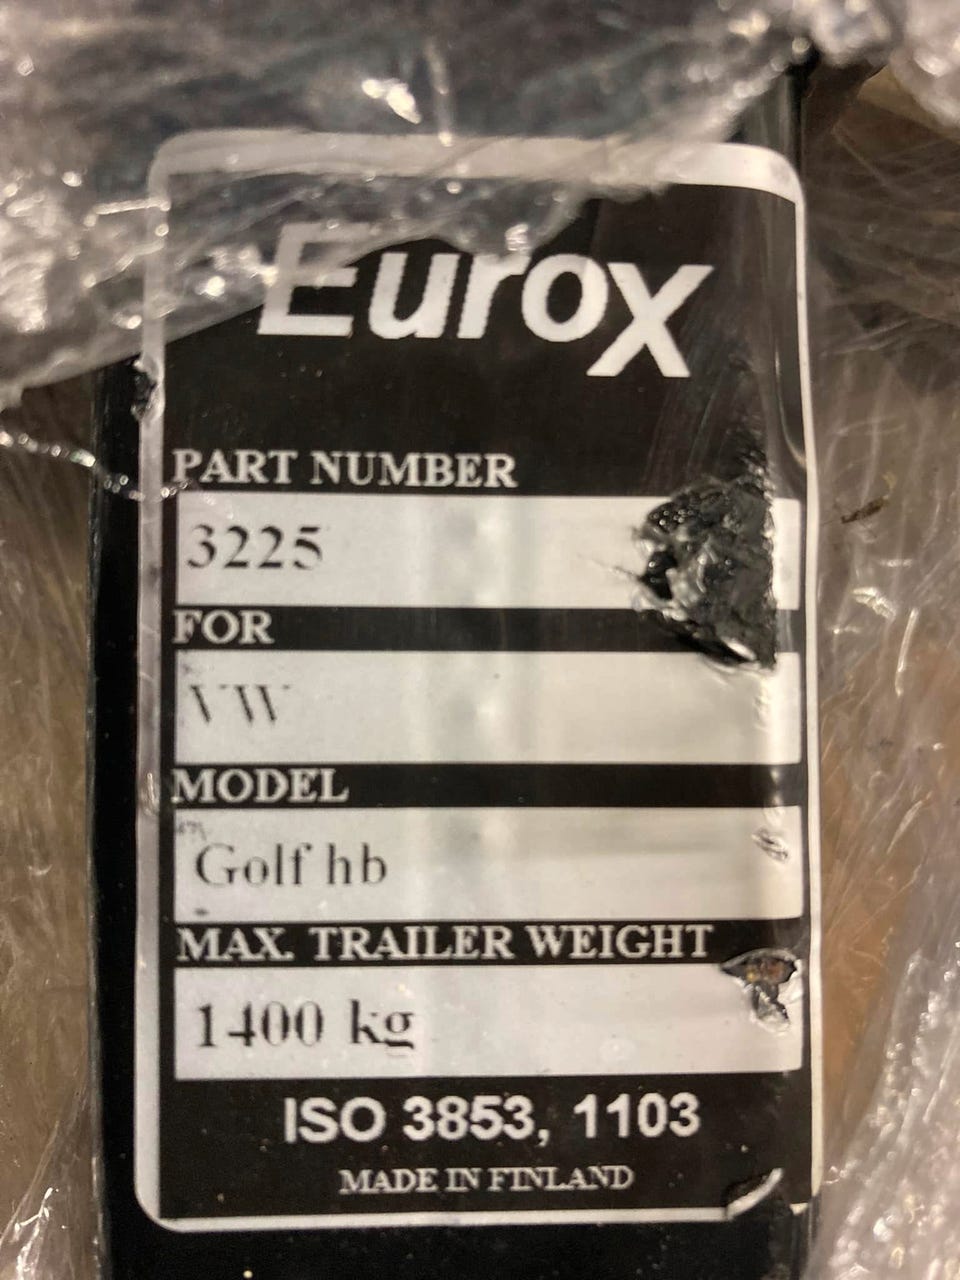 Eurox
PART NUMBER
3225
FOR
VW
MODEL
Golf hb
MAX. TRAILER WEIGHT
1400 kg
ISO 3853, 1103
MADE IN FINLAND